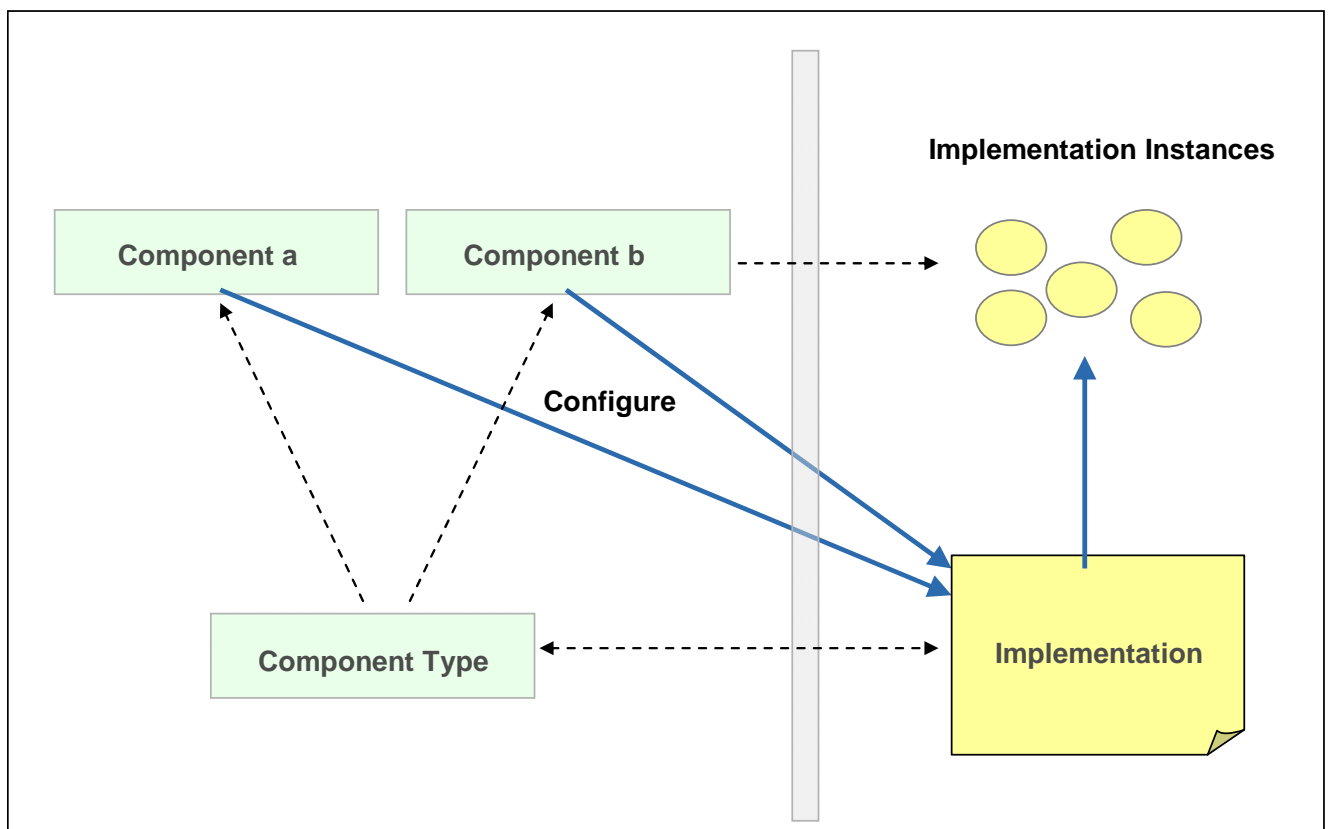 Implementation Instances
Component a
Component b
Configure
Component Type
Implementation